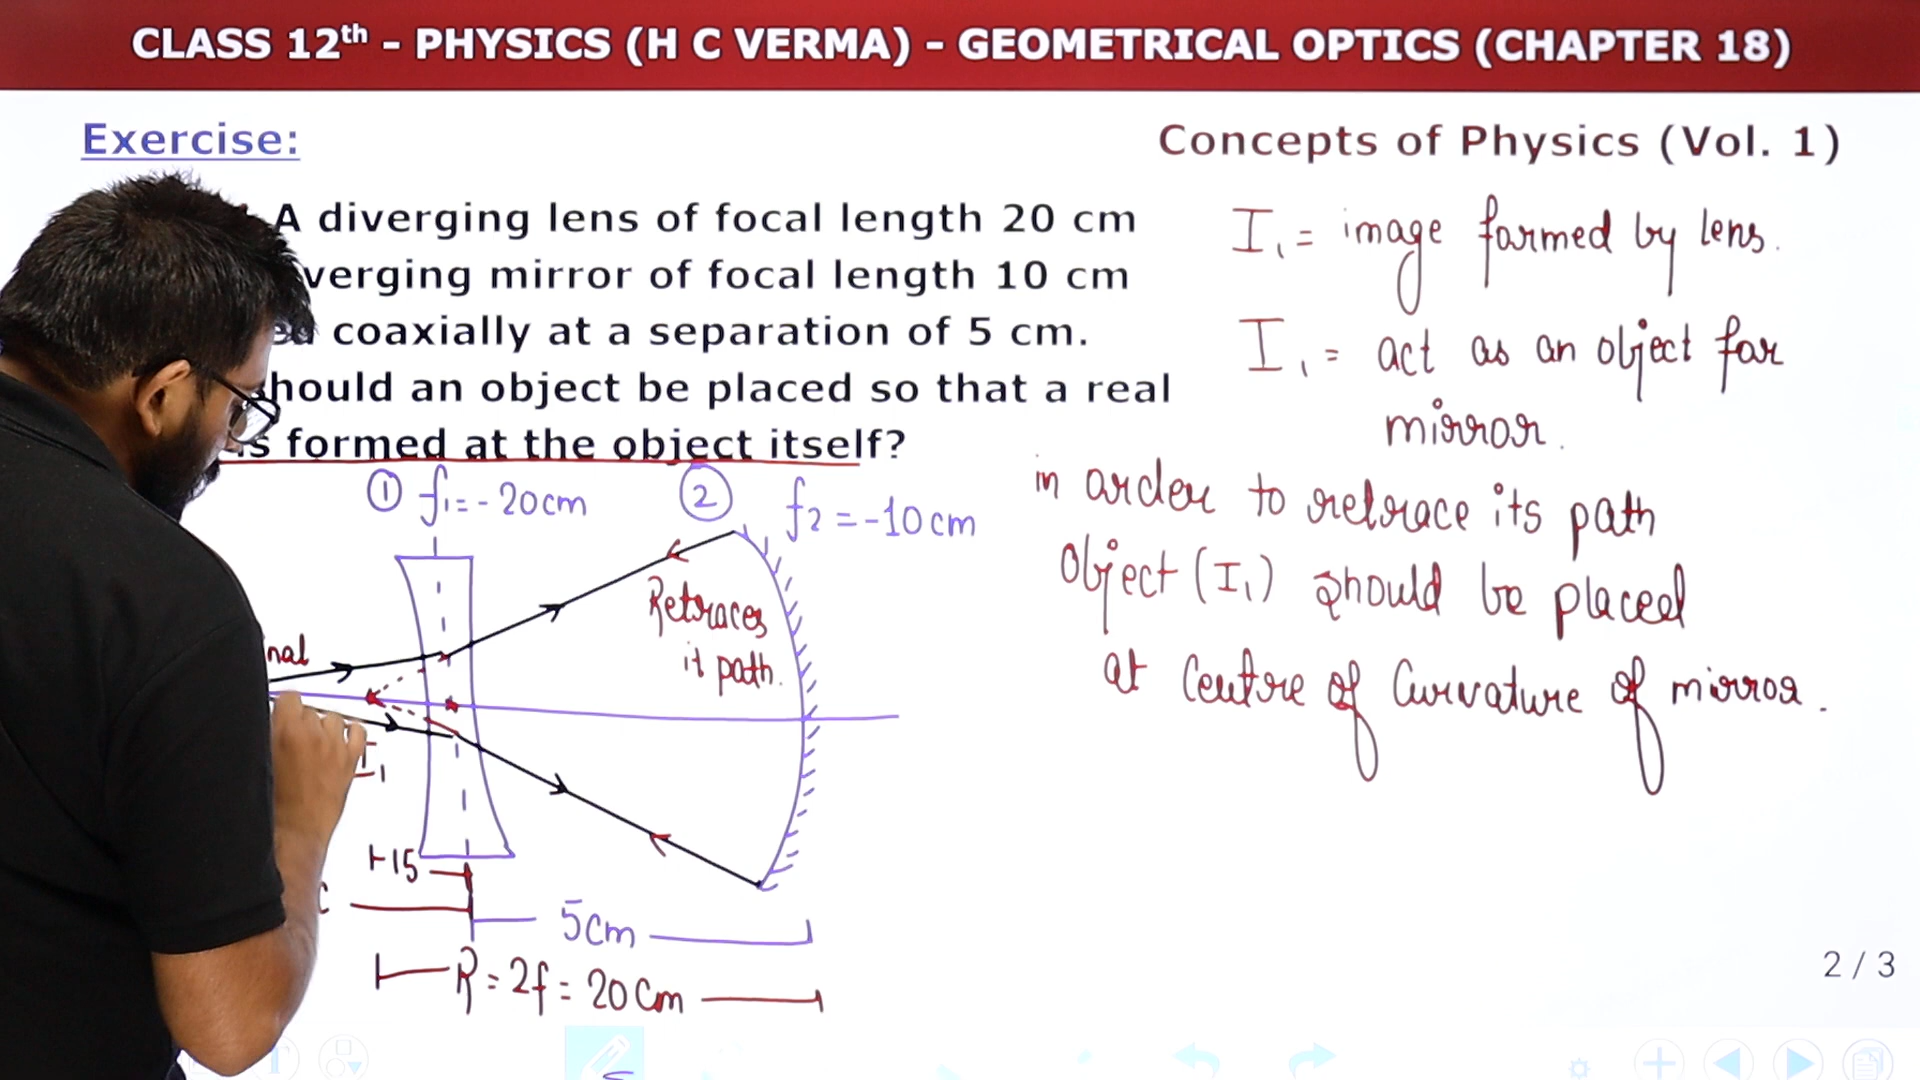 CLASS 12th - PHYSICS (H C VERMA) - GEOMETRICAL OPTICS (CHAPTER 18)
Exercise:
Concepts of Physics (Vol. 1)
A diverging lens of focal length 20 cm
verging mirror of focal length 10 cm
coaxially at a separation of 5 cm.
hould an object be placed so that a real
s formed at the object itself?
I₁ = image formed by lens.
I₁ = act as an object for
mirror.
in order to retrace its path
Object (I₁) should be placed
at Centre of Curvature of mirror.
① f₁ = - 20cm
② f₂ = -10cm
Retraces
it path.
nal
I₁
15
5cm
R = 2f = 20cm
2 / 3